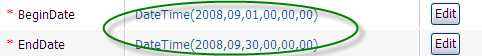 * BeginDate DateTime(2008,09,01,00,00,00) Edit
* EndDate DateTime(2008,09,30,00,00,00) Edit